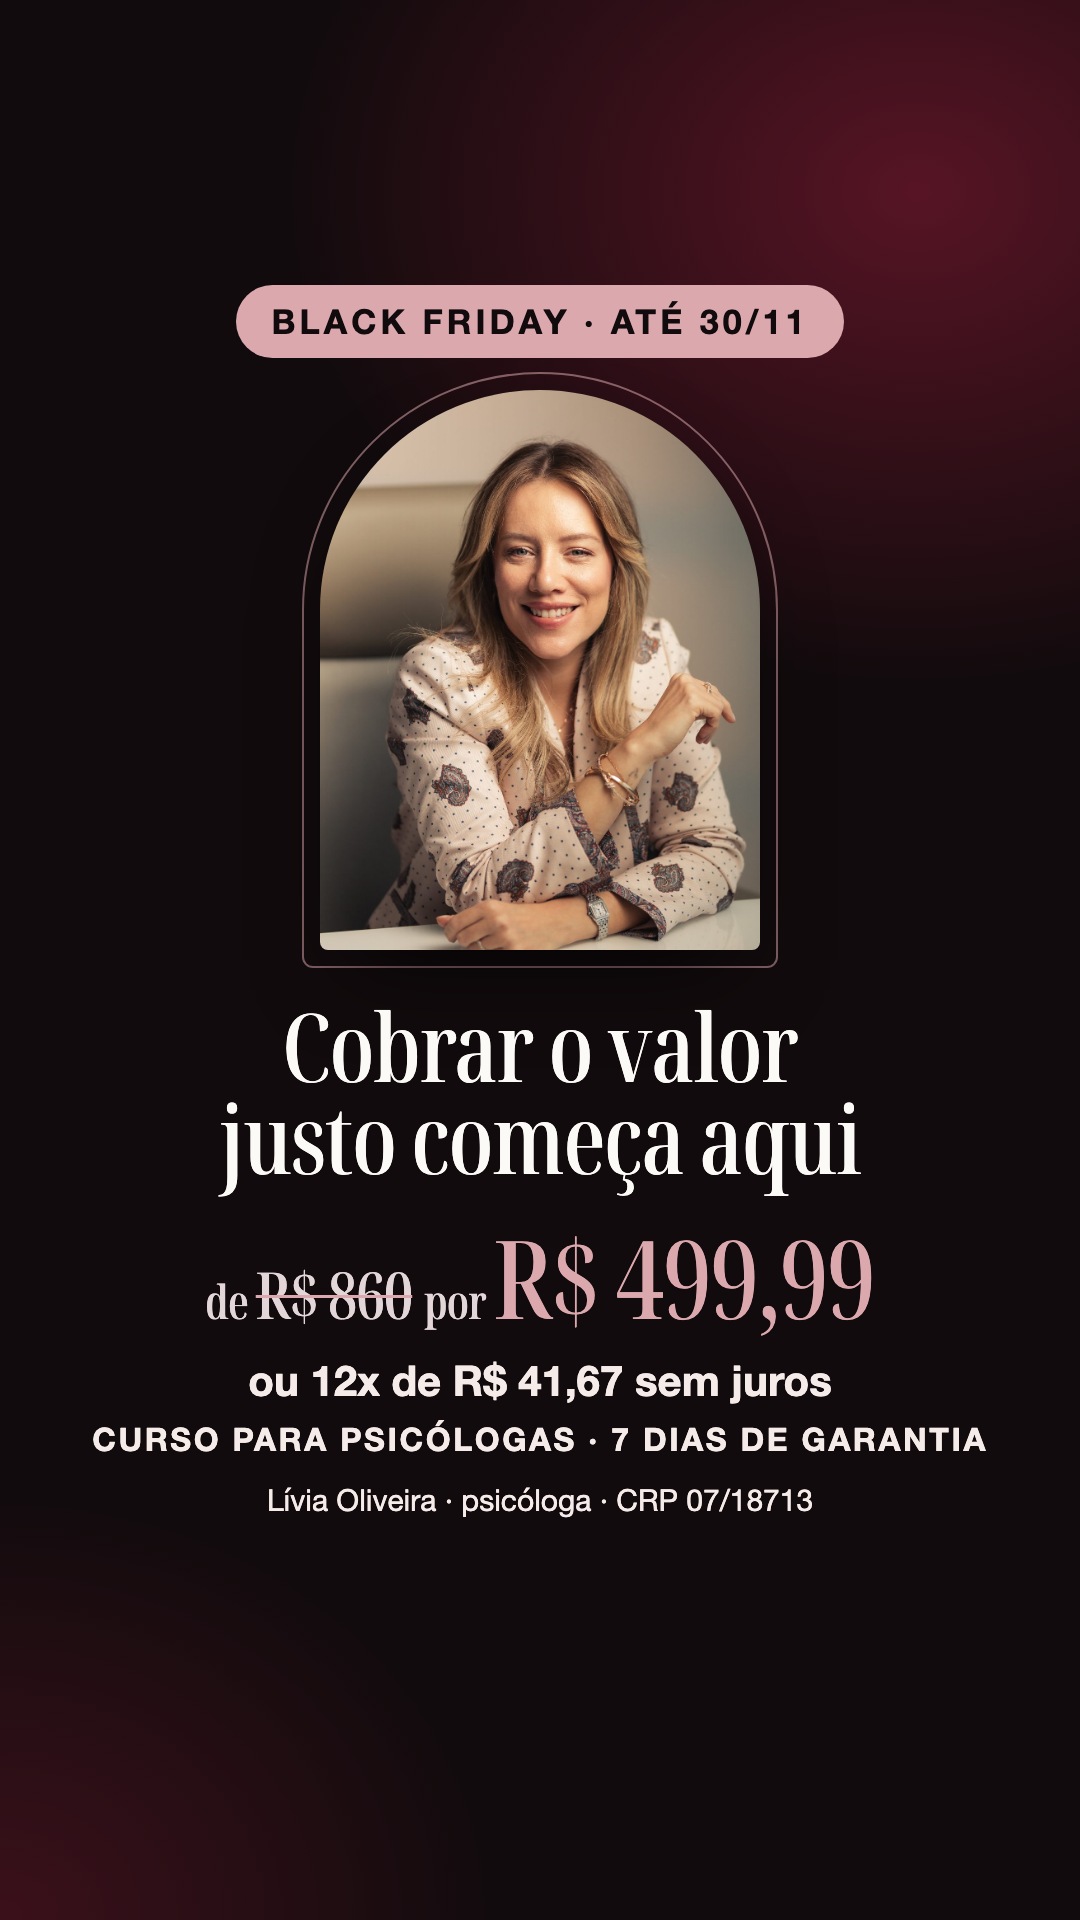 BLACK FRIDAY · ATÉ 30/11
Cobrar o valor
justo começa aqui
de R$ 860 por R$ 499,99
ou 12x de R$ 41,67 sem juros
CURSO PARA PSICÓLOGAS · 7 DIAS DE GARANTIA
Lívia Oliveira · psicóloga · CRP 07/18713